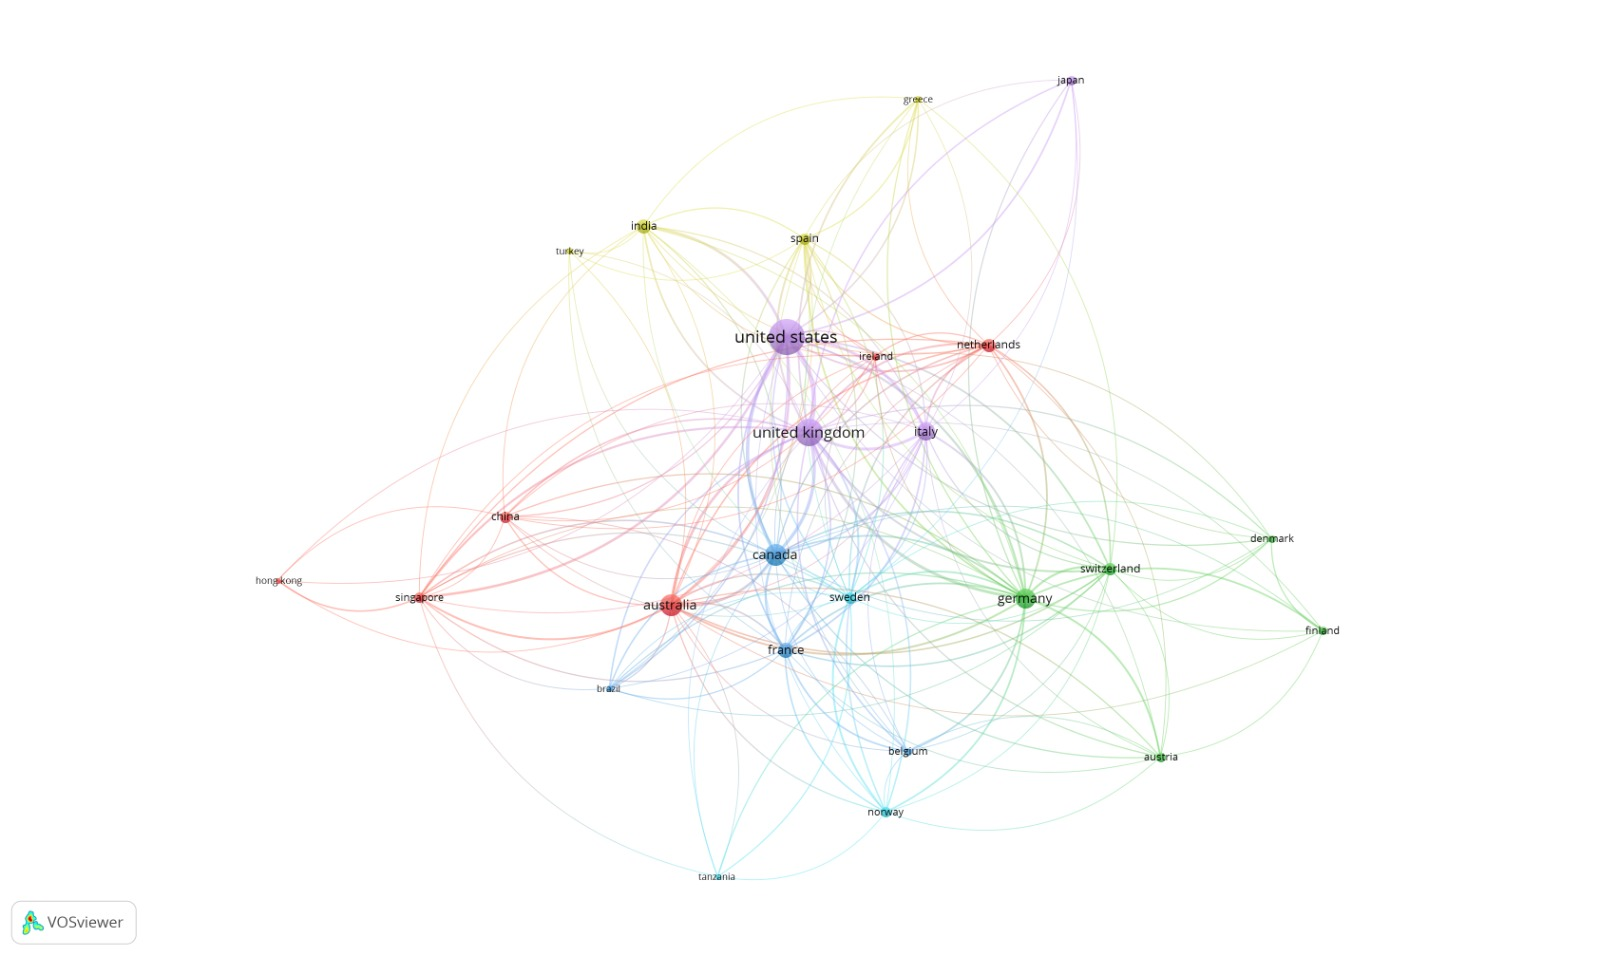 japan
greece
india
spain
turkey
united states
netherlands
ireland
united kingdom
italy
china
denmark
canada
switzerland
hong kong
singapore
sweden
germany
australia
finland
france
brazil
belgium
austria
norway
tanzania
VOSviewer